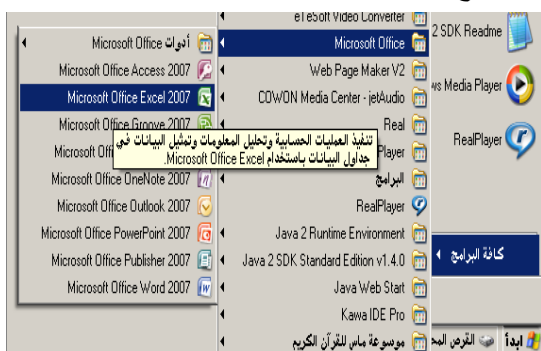 2 SDK Readme
ws Media Player
RealPlayer
كافة البرامج
ابدأ
القرص المح
eTeSoft Video Converter
Microsoft Office
Web Page Maker V2
COWON Media Center - jetAudio
Real
Player
البرامج
RealPlayer
Java 2 Runtime Environment
Java 2 SDK Standard Edition v1.4.0
Java Web Start
Kawa IDE Pro
موسوعة ماس للقرآن الكريم
أدوات Microsoft Office
Microsoft Office Access 2007
Microsoft Office Excel 2007
Microsoft Office Groove 2007
Microsoft Off
تنفيذ العمليات الحسابية وتحليل المعلومات وتمثيل البيانات في
جداول البيانات باستخدام Microsoft Office Excel.
Microsoft Office OneNote 2007
Microsoft Office Outlook 2007
Microsoft Office PowerPoint 2007
Microsoft Office Publisher 2007
Microsoft Office Word 2007